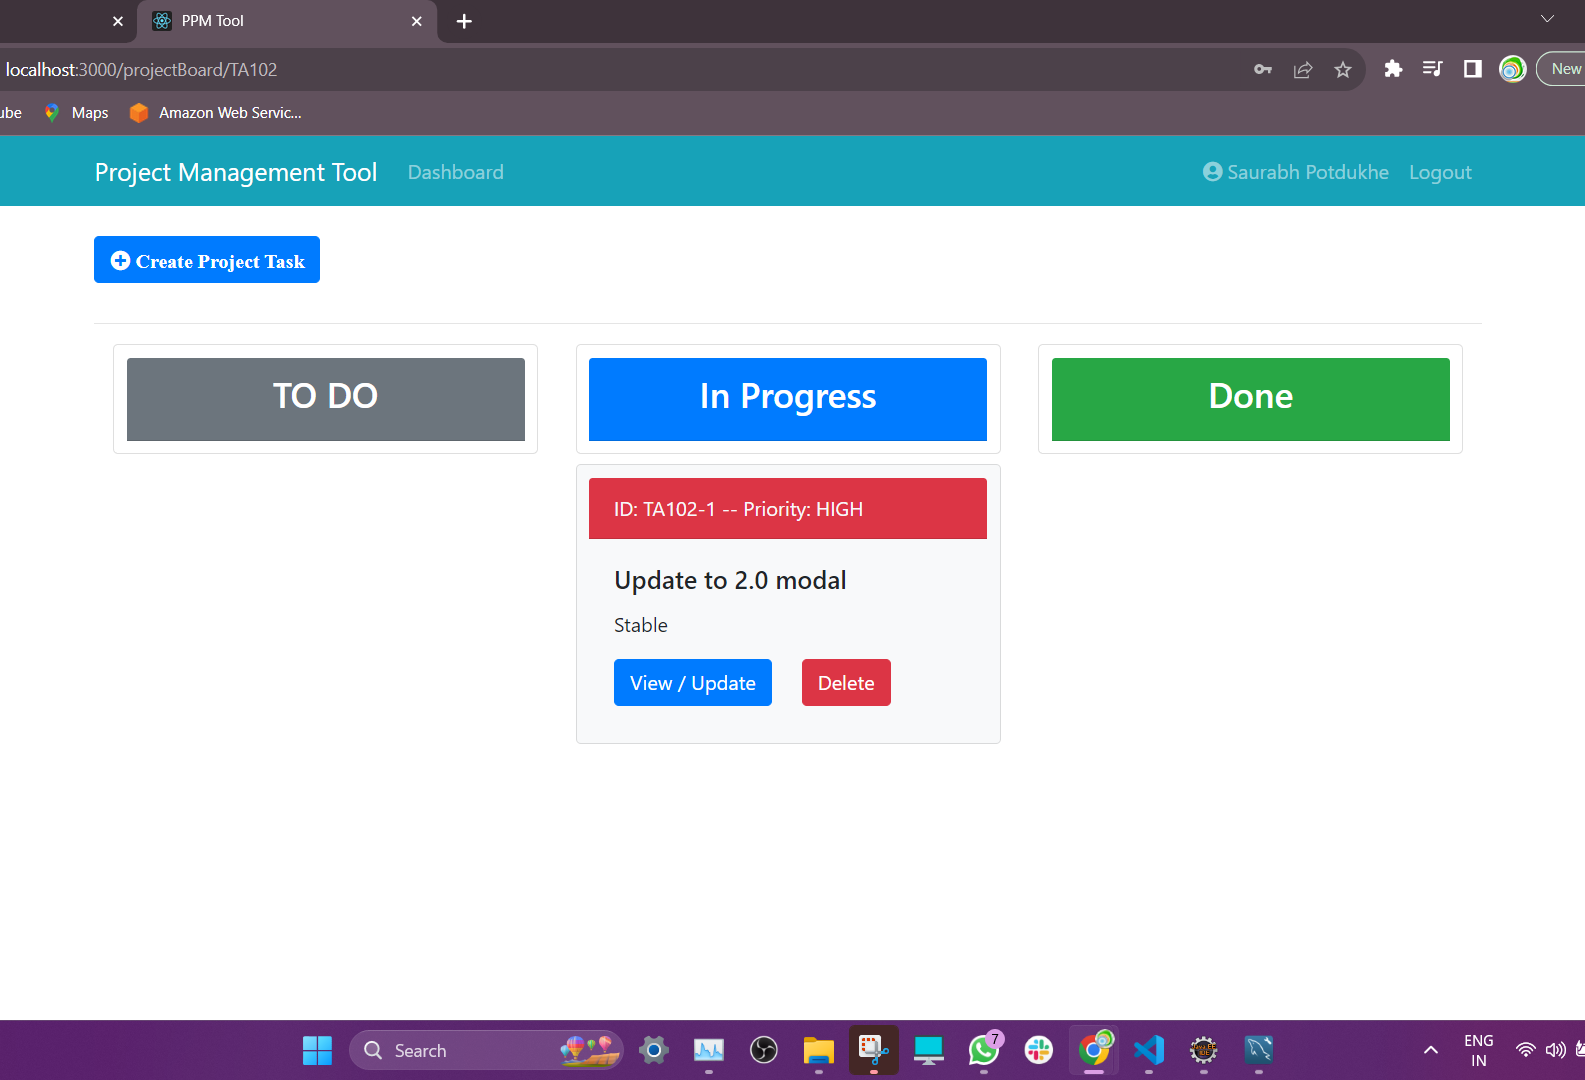 PPM Tool
localhost:3000/projectBoard/TA102
New
ube Maps Amazon Web Servic...
Project Management Tool Dashboard Saurabh Potdukhe Logout
Create Project Task
TO DO In Progress Done
ID: TA102-1 -- Priority: HIGH
Update to 2.0 modal
Stable
View / Update Delete
Search
7
ENG
IN